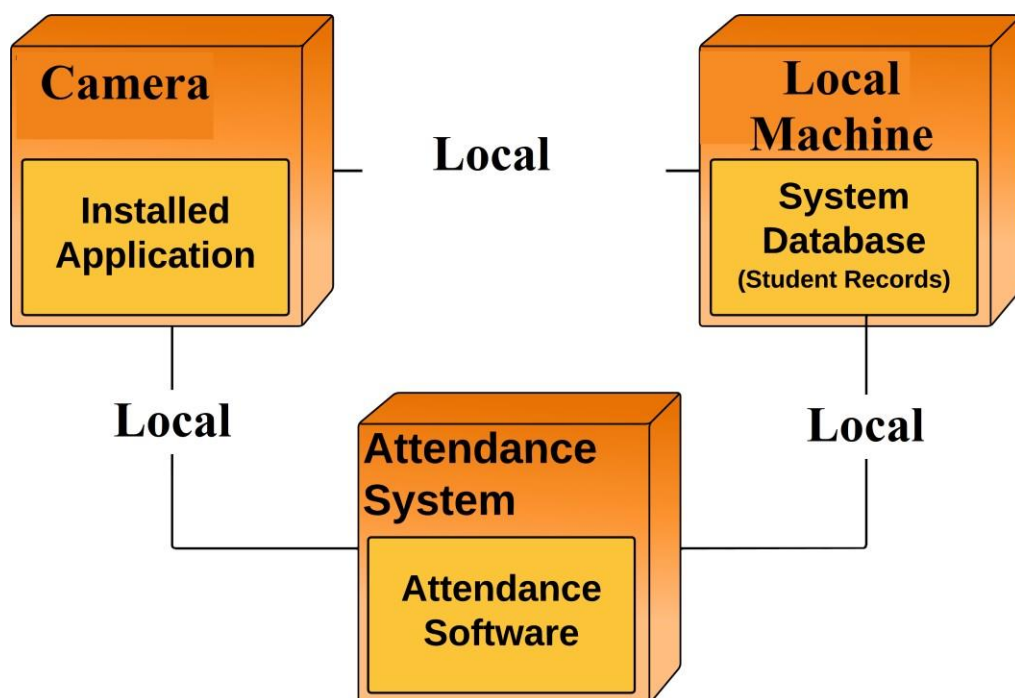 Camera
Installed
Application
Local
Local
Machine
System
Database
(Student Records)
Local
Local
Attendance
System
Attendance
Software